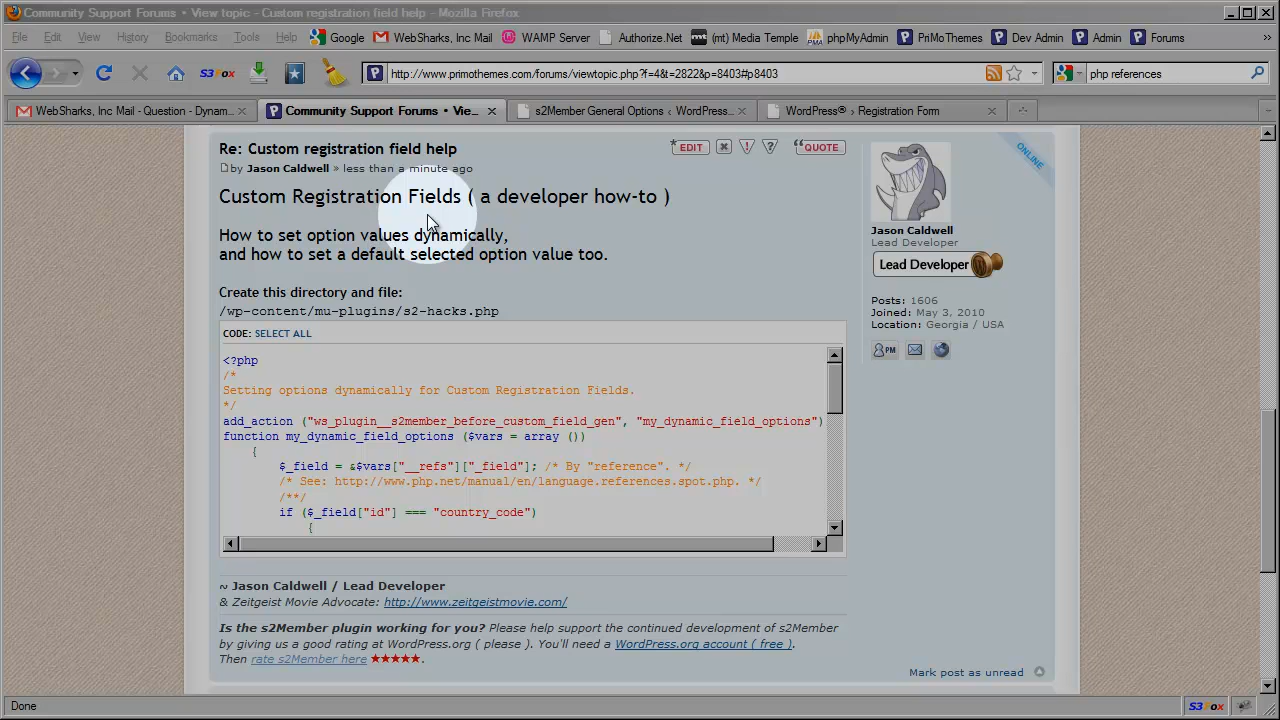 Community Support Forums • View topic - Custom registration field help - Mozilla Firefox
File Edit View History Bookmarks Tools Help Google WebSharks, Inc Mail WAMP Server Authorize.Net (mt) Media Temple phpMyAdmin PriMoThemes Dev Admin Admin Forums »
S3Fox http://www.primothemes.com/forums/viewtopic.php?f=4&t=2822&p=8403#p8403 php references
WebSharks, Inc Mail - Question - Dynam... Community Support Forums • Vie... s2Member General Options ‹ WordPress... WordPress® › Registration Form
Re: Custom registration field help
*EDIT
QUOTE
by Jason Caldwell » less than a minute ago
Custom Registration Fields ( a developer how-to )
How to set option values dynamically,
and how to set a default selected option value too.
Create this directory and file:
/wp-content/mu-plugins/s2-hacks.php
CODE: SELECT ALL
<?php
/*
Setting options dynamically for Custom Registration Fields.
*/
add_action ("ws_plugin__s2member_before_custom_field_gen", "my_dynamic_field_options")
function my_dynamic_field_options ($vars = array ())
{
$_field = &$vars["__refs"]["_field"]; /* By "reference". */
/* See: http://www.php.net/manual/en/language.references.spot.php. */
/**/
if ($_field["id"] === "country_code")
{
~ Jason Caldwell / Lead Developer
& Zeitgeist Movie Advocate: http://www.zeitgeistmovie.com/
Is the s2Member plugin working for you? Please help support the continued development of s2Member
by giving us a good rating at WordPress.org ( please ). You'll need a WordPress.org account ( free ).
Then rate s2Member here ★★★★★.
ONLINE
Jason Caldwell
Lead Developer
Lead Developer
Posts: 1606
Joined: May 3, 2010
Location: Georgia / USA
PM
Mark post as unread
Done
S3Fox